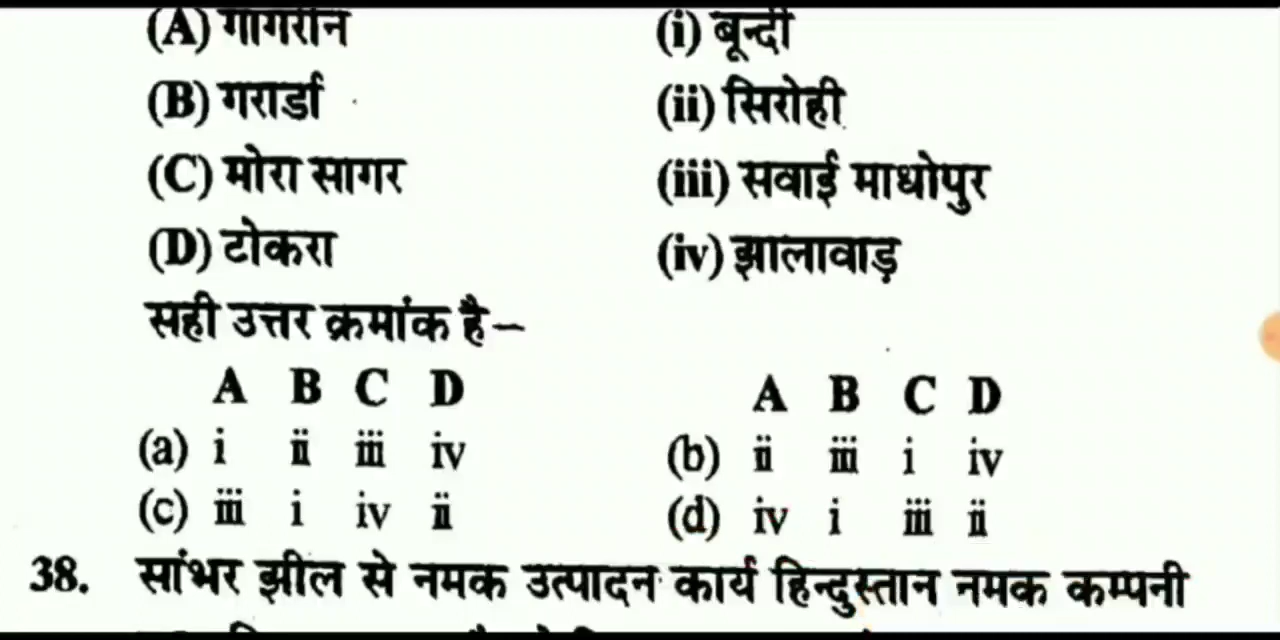 (A) गागरोन (i) बून्दी
(B) गरार्डा (ii) सिरोही
(C) मोरा सागर (iii) सवाई माधोपुर
(D) टोकरा (iv) झालावाड़
सही उत्तर क्रमांक है–
A B C D A B C D
(a) i ii iii iv (b) ii iii i iv
(c) iii i iv ii (d) iv i iii ii
38. सांभर झील से नमक उत्पादन कार्य हिन्दुस्तान नमक कम्पनी